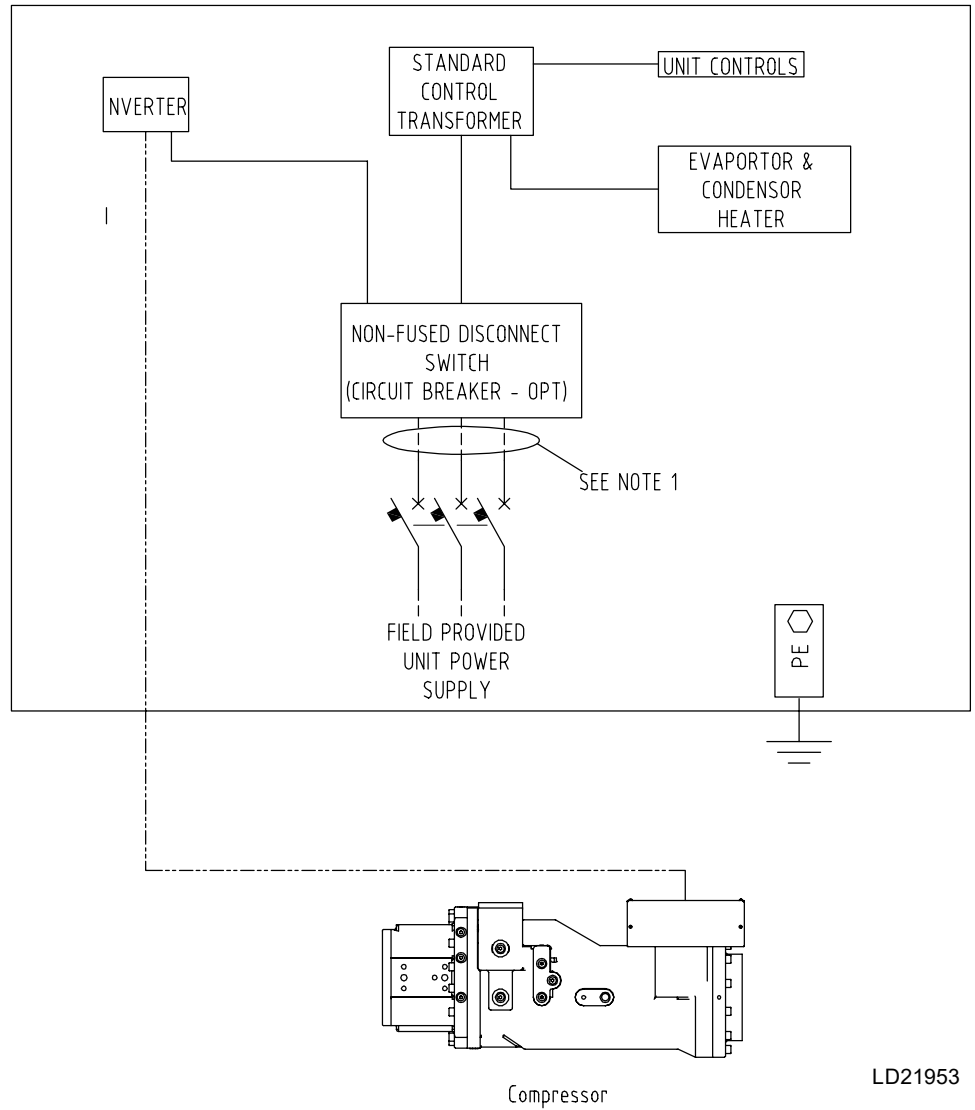 STANDARD
CONTROL
TRANSFORMER
UNIT CONTROLS
NVERTER
EVAPORTOR &
CONDENSOR
HEATER
I
NON-FUSED DISCONNECT
SWITCH
(CIRCUIT BREAKER - OPT)
SEE NOTE 1
FIELD PROVIDED
UNIT POWER
SUPPLY
PE
LD21953
Compressor